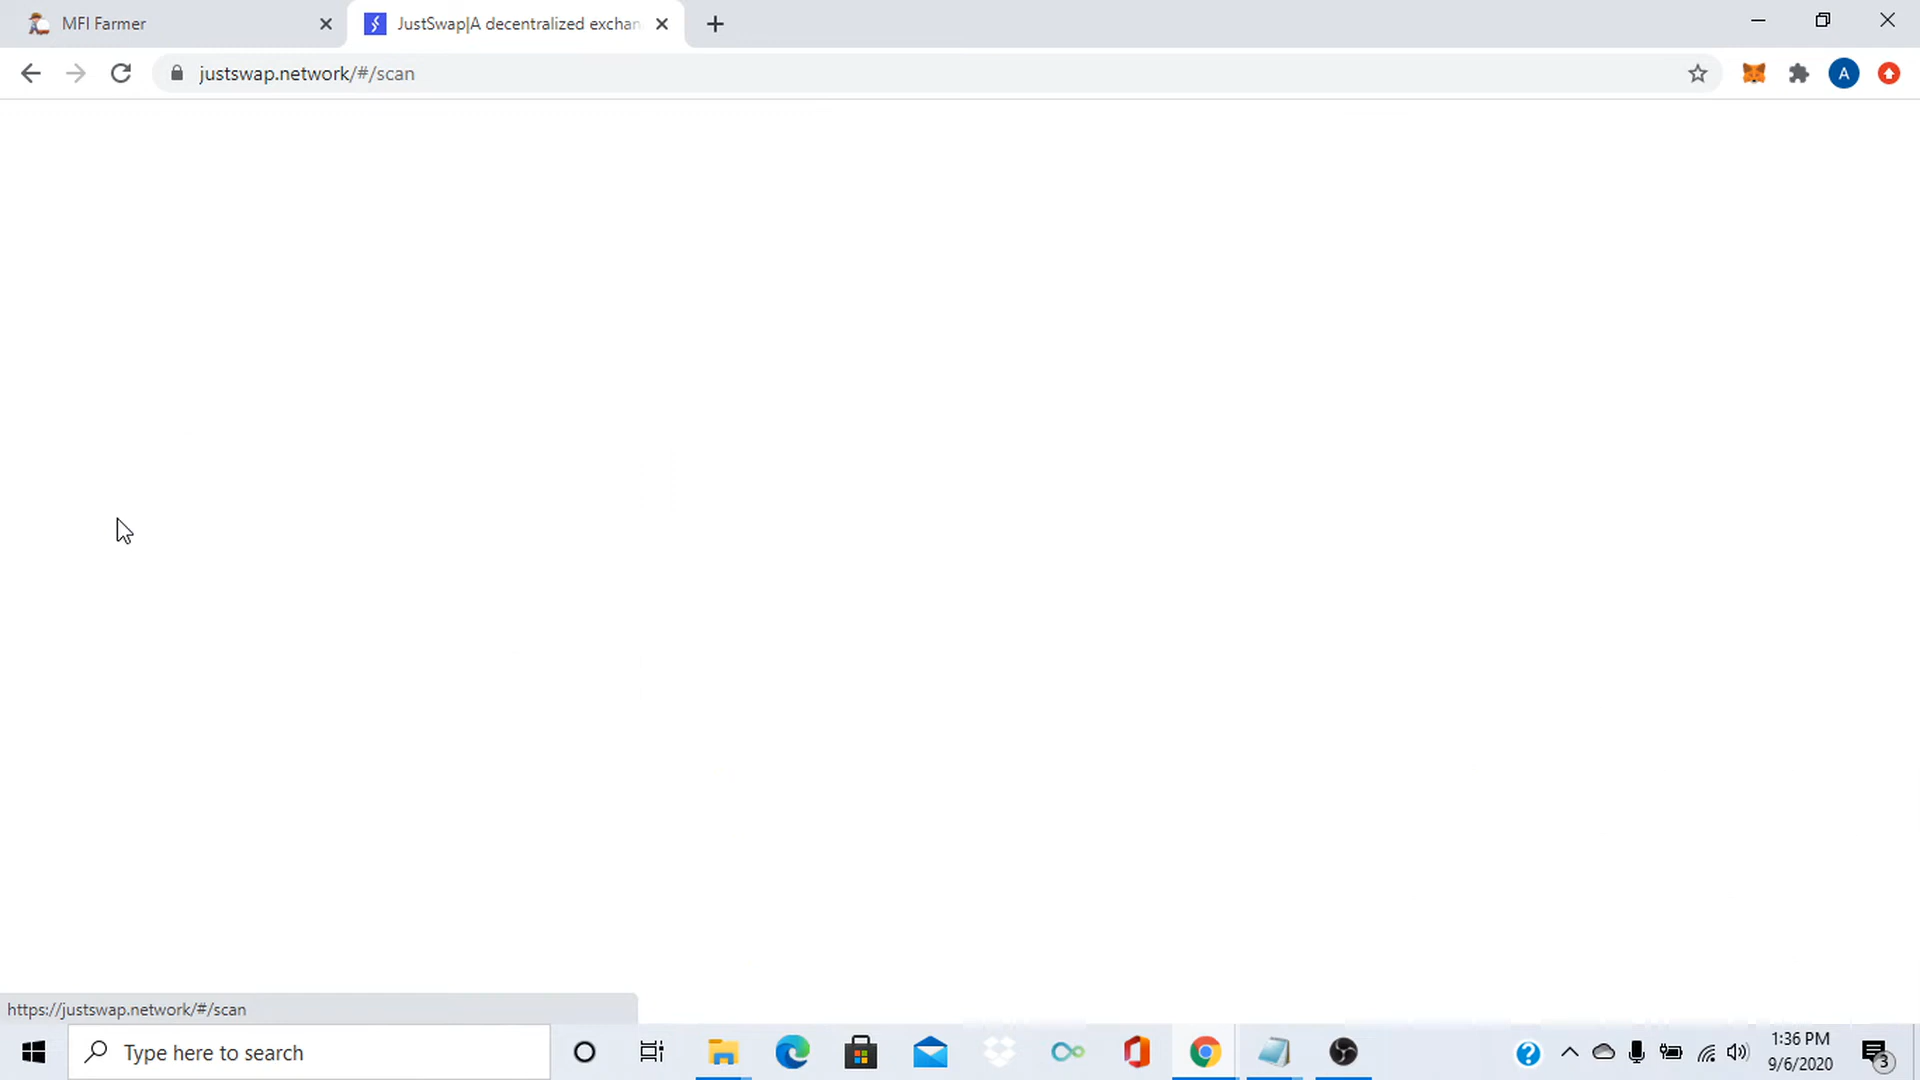 MFI Farmer
JustSwap|A decentralized exchan
justswap.network/#/scan
A
https://justswap.network/#/scan
Type here to search
1:36 PM
9/6/2020
3